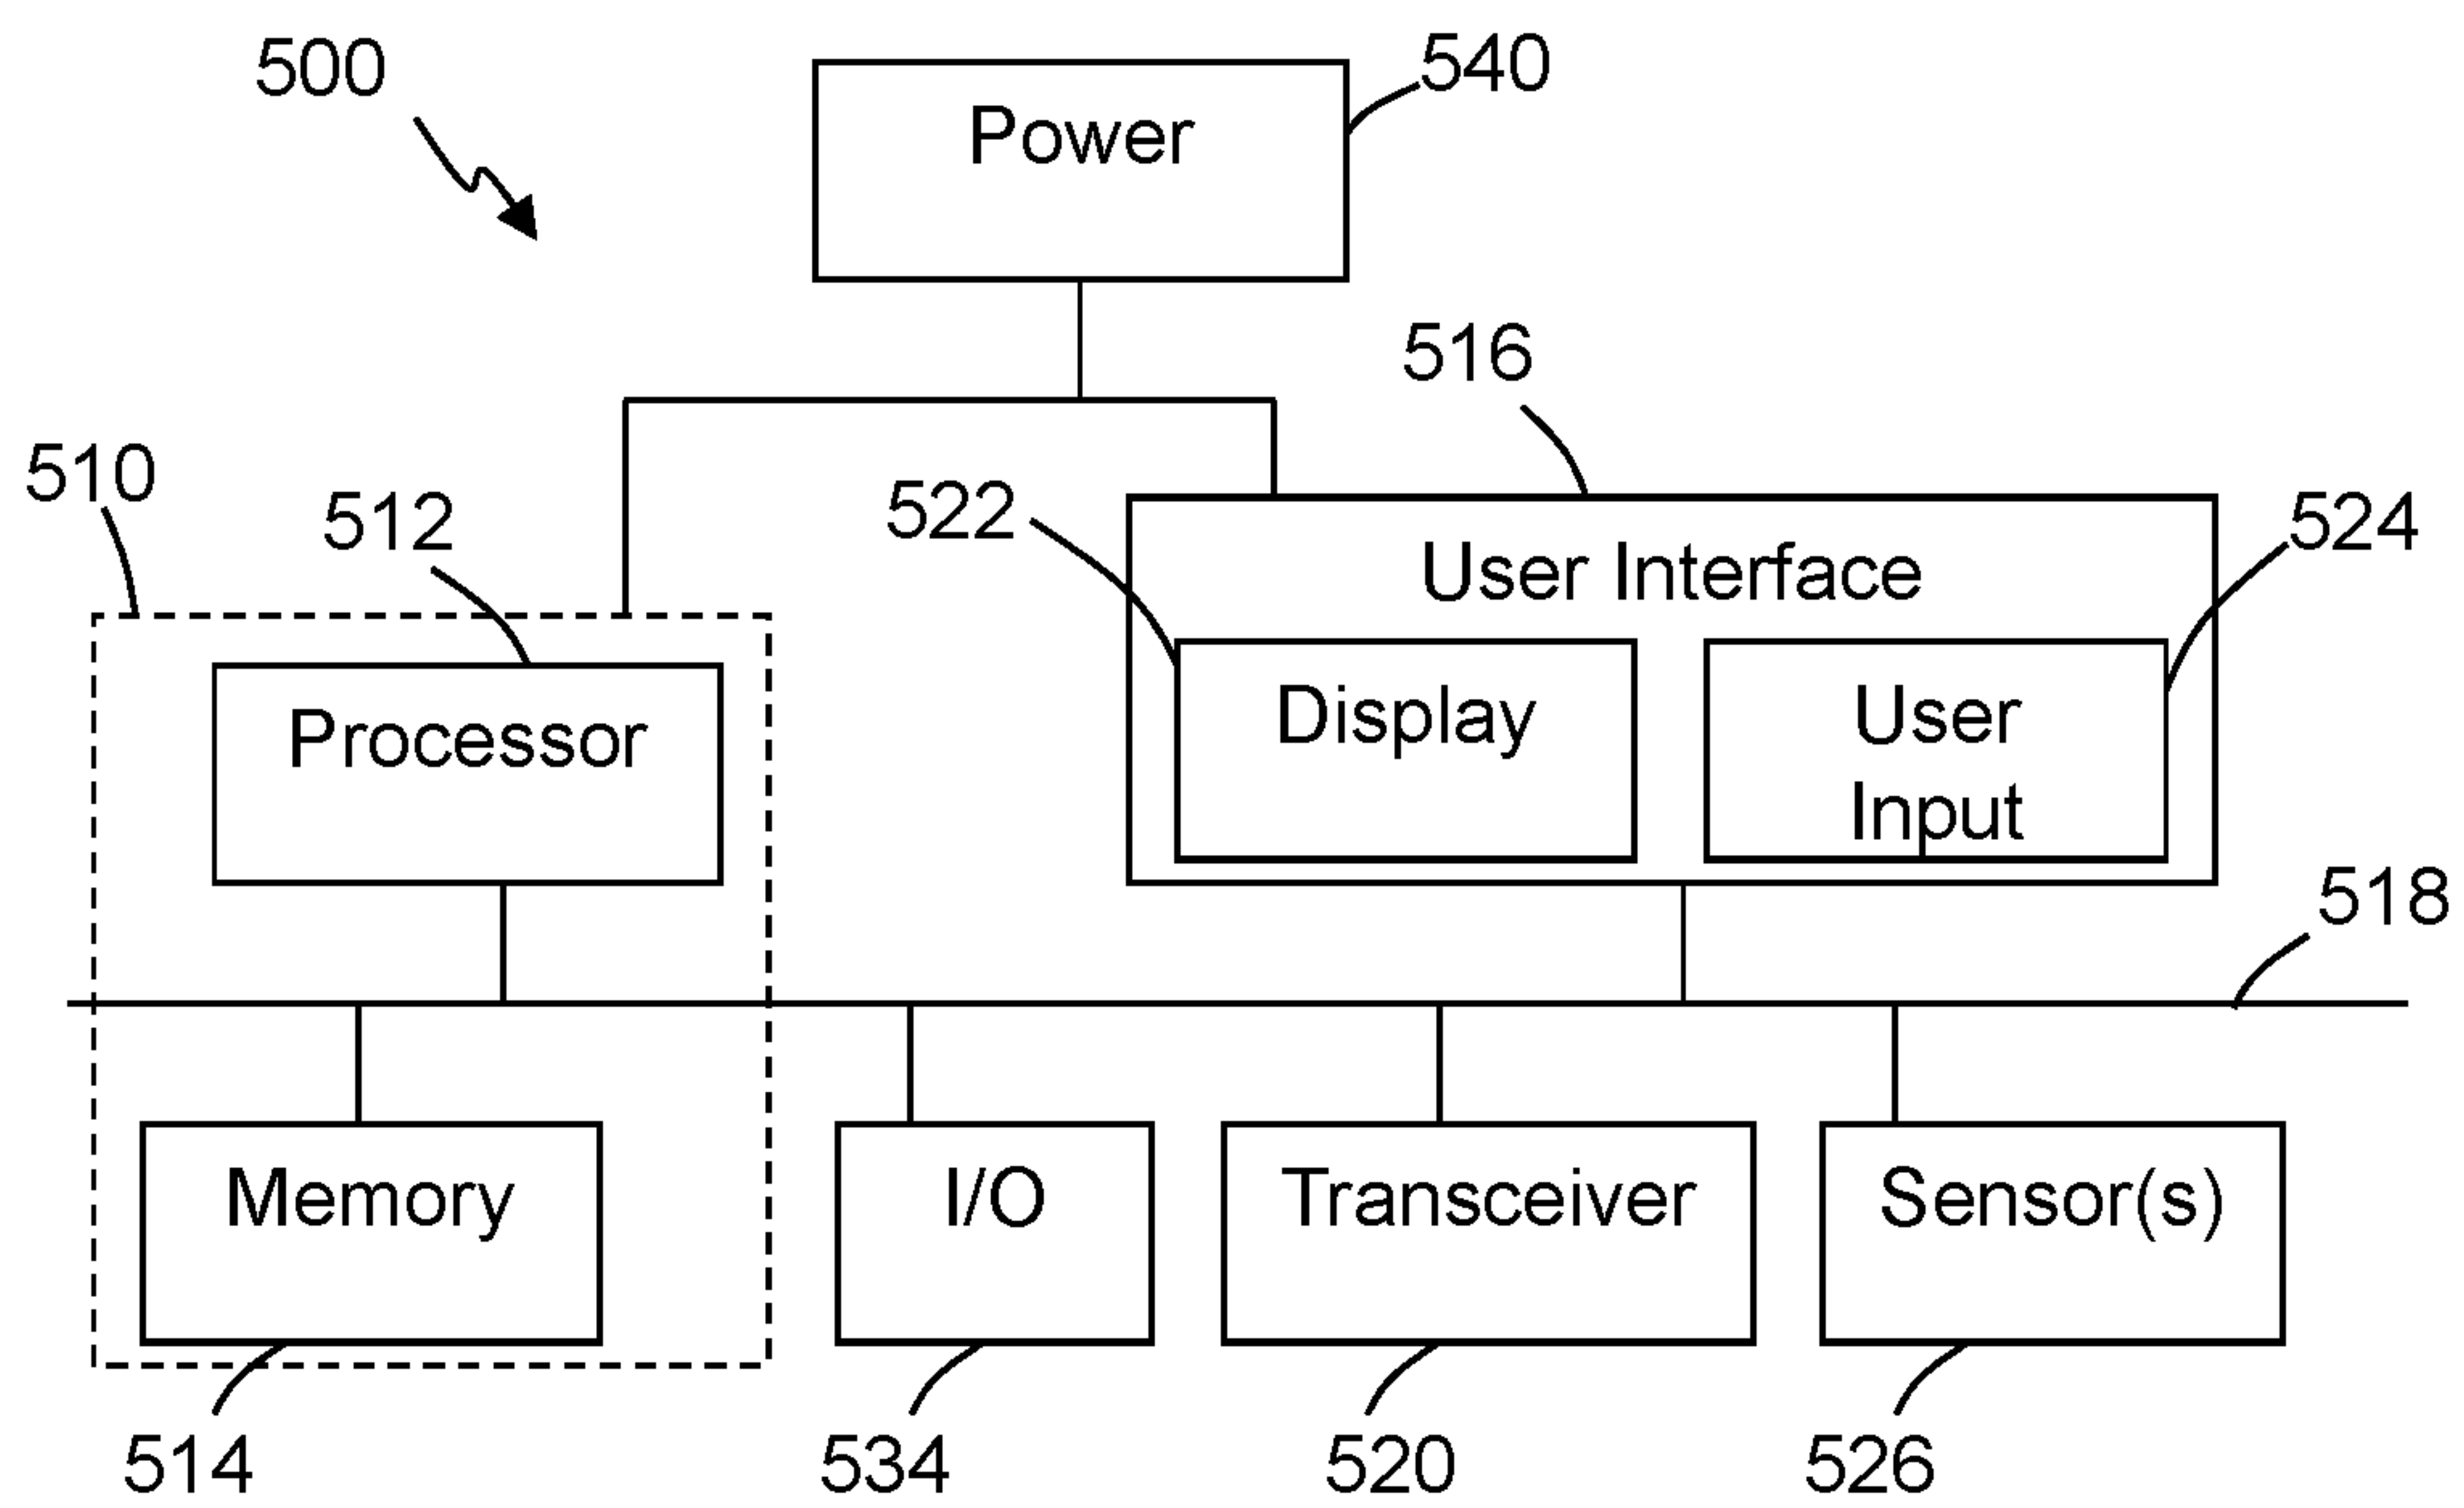 500
540
Power
516
510
512
522
524
User Interface
Processor
Display
User
Input
518
Memory
I/O
Transceiver
Sensor(s)
514
534
520
526